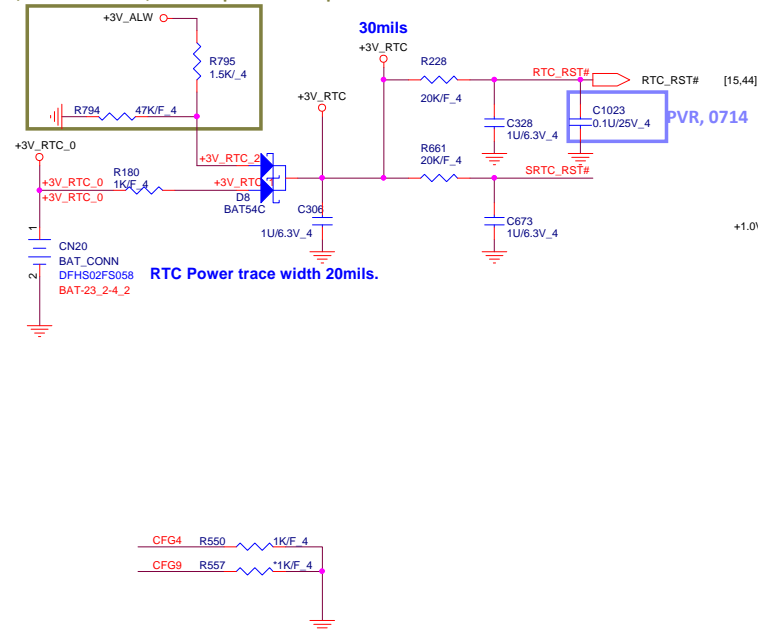 +3V_ALW
R795
1.5K/_4
R794 47K/F_4
30mils
+3V_RTC
R228
20K/F_4
RTC_RST#
RTC_RST# [15,44]
C328
1U/6.3V_4
C1023
0.1U/25V_4
PVR, 0714
+3V_RTC
+3V_RTC_0
+3V_RTC_2
R180
1K/F_4
+3V_RTC_0
+3V_RTC_0
D8
BAT54C
R661
20K/F_4
SRTC_RST#
C306
1U/6.3V_4
C673
1U/6.3V_4
1
2
CN20
BAT_CONN
DFHS02FS058
BAT-23_2-4_2
RTC Power trace width 20mils.
CFG4 R550 1K/F_4
CFG9 R557 *1K/F_4